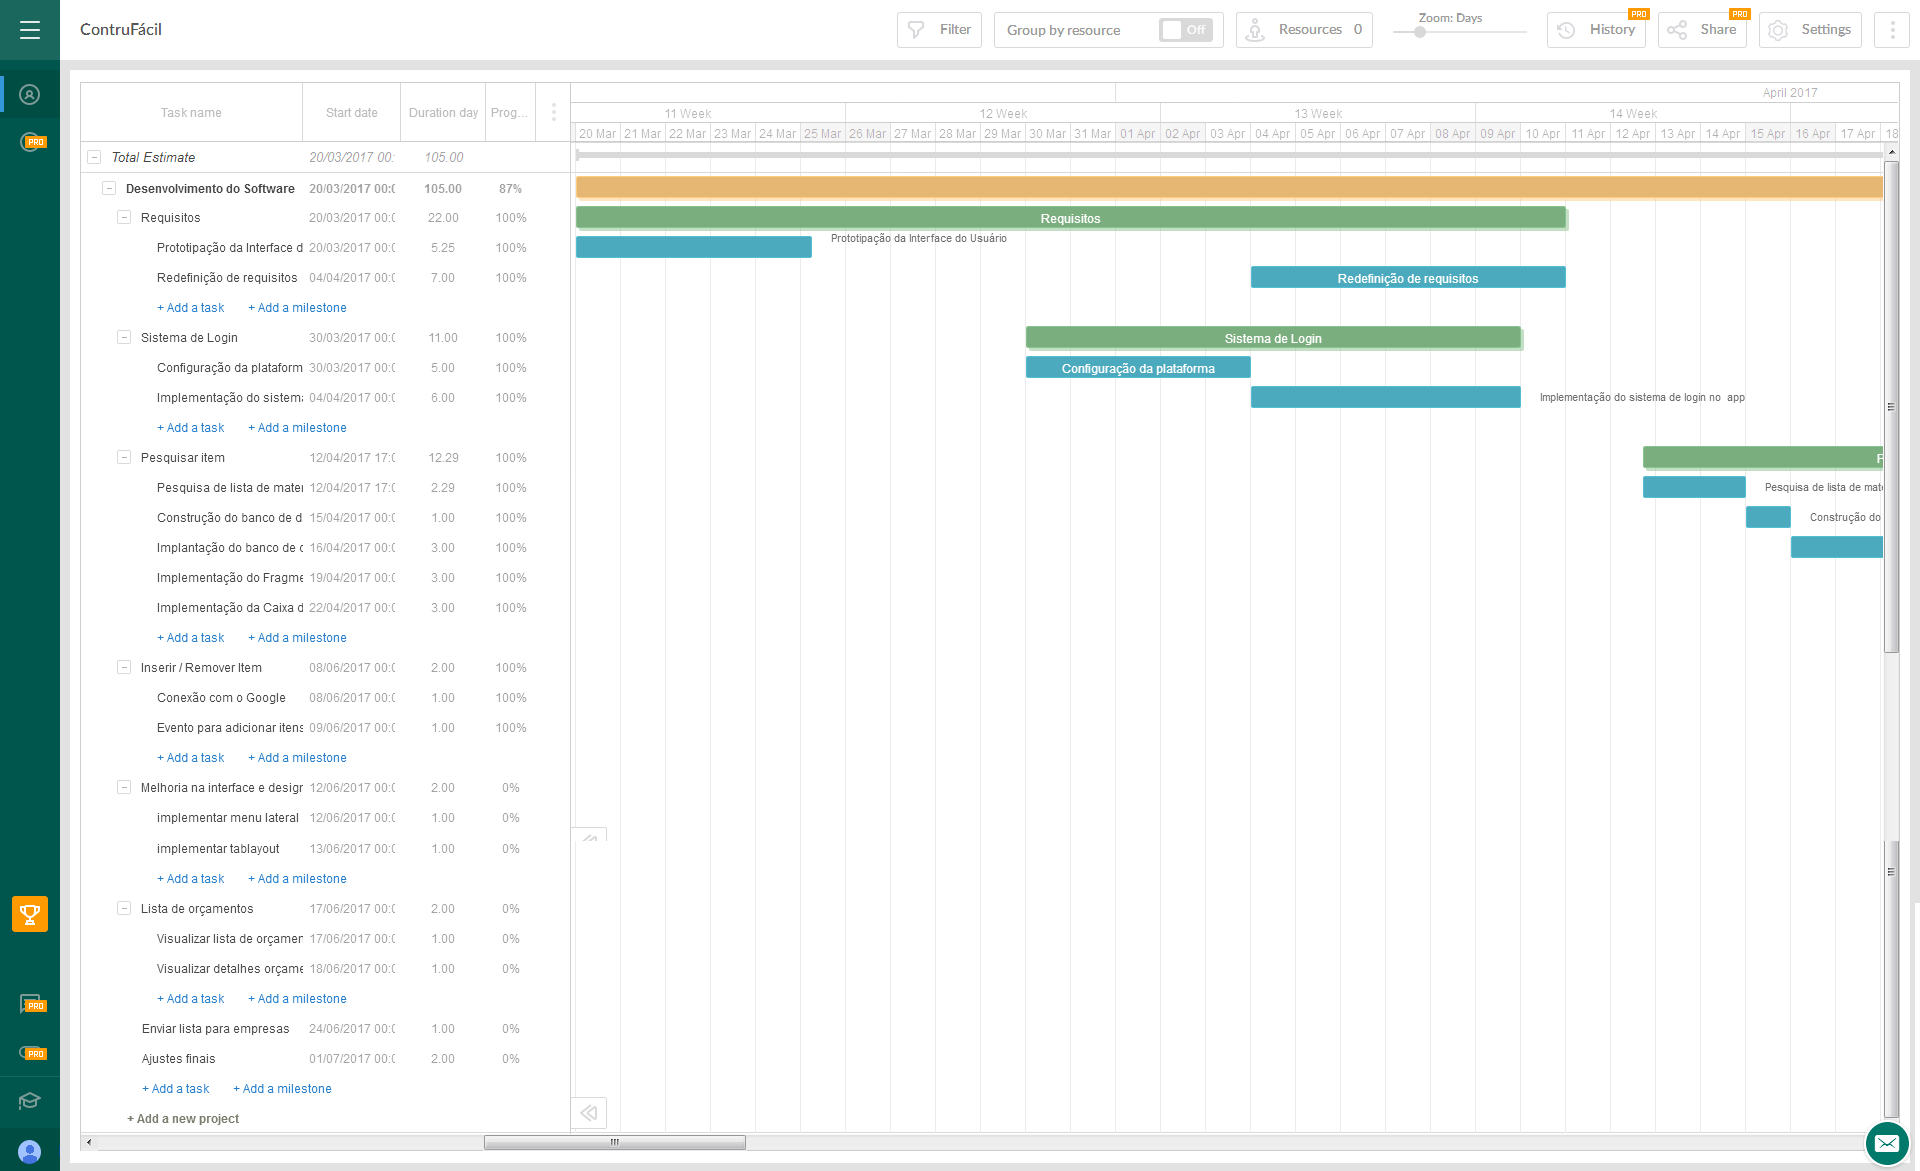 ContruFácil
Filter
Group by resource Off
Resources 0
Zoom: Days
PRO
History
PRO
Share
Settings
Task name Start date Duration day Prog...
April 2017
11 Week 12 Week 13 Week 14 Week
20 Mar 21 Mar 22 Mar 23 Mar 24 Mar 25 Mar 26 Mar 27 Mar 28 Mar 29 Mar 30 Mar 31 Mar 01 Apr 02 Apr 03 Apr 04 Apr 05 Apr 06 Apr 07 Apr 08 Apr 09 Apr 10 Apr 11 Apr 12 Apr 13 Apr 14 Apr 15 Apr 16 Apr 17 Apr 18
PRO
Total Estimate 20/03/2017 00: 105.00
Desenvolvimento do Software 20/03/2017 00:0 105.00 87%
Requisitos 20/03/2017 00:0 22.00 100% Requisitos
Prototipação da Interface d 20/03/2017 00:0 5.25 100% Prototipação da Interface do Usuário
Redefinição de requisitos 04/04/2017 00:0 7.00 100% Redefinição de requisitos
+ Add a task + Add a milestone
Sistema de Login 30/03/2017 00:0 11.00 100% Sistema de Login
Configuração da plataform 30/03/2017 00:0 5.00 100% Configuração da plataforma
Implementação do sistema 04/04/2017 00:0 6.00 100% Implementação do sistema de login no app
+ Add a task + Add a milestone
Pesquisar item 12/04/2017 17:0 12.29 100%
Pesquisa de lista de mater 12/04/2017 17:0 2.29 100% Pesquisa de lista de mate
Construção do banco de d 15/04/2017 00:0 1.00 100% Construção do
Implantação do banco de 16/04/2017 00:0 3.00 100%
Implementação do Fragme 19/04/2017 00:0 3.00 100%
Implementação da Caixa d 22/04/2017 00:0 3.00 100%
+ Add a task + Add a milestone
Inserir / Remover Item 08/06/2017 00:0 2.00 100%
Conexão com o Google 08/06/2017 00:0 1.00 100%
Evento para adicionar itens 09/06/2017 00:0 1.00 100%
+ Add a task + Add a milestone
Melhoria na interface e design 12/06/2017 00:0 2.00 0%
implementar menu lateral 12/06/2017 00:0 1.00 0%
implementar tablayout 13/06/2017 00:0 1.00 0%
+ Add a task + Add a milestone
Lista de orçamentos 17/06/2017 00:0 2.00 0%
Visualizar lista de orçamen 17/06/2017 00:0 1.00 0%
Visualizar detalhes orçame 18/06/2017 00:0 1.00 0%
+ Add a task + Add a milestone
PRO
Enviar lista para empresas 24/06/2017 00:0 1.00 0%
PRO
Ajustes finais 01/07/2017 00:0 2.00 0%
+ Add a task + Add a milestone
+ Add a new project